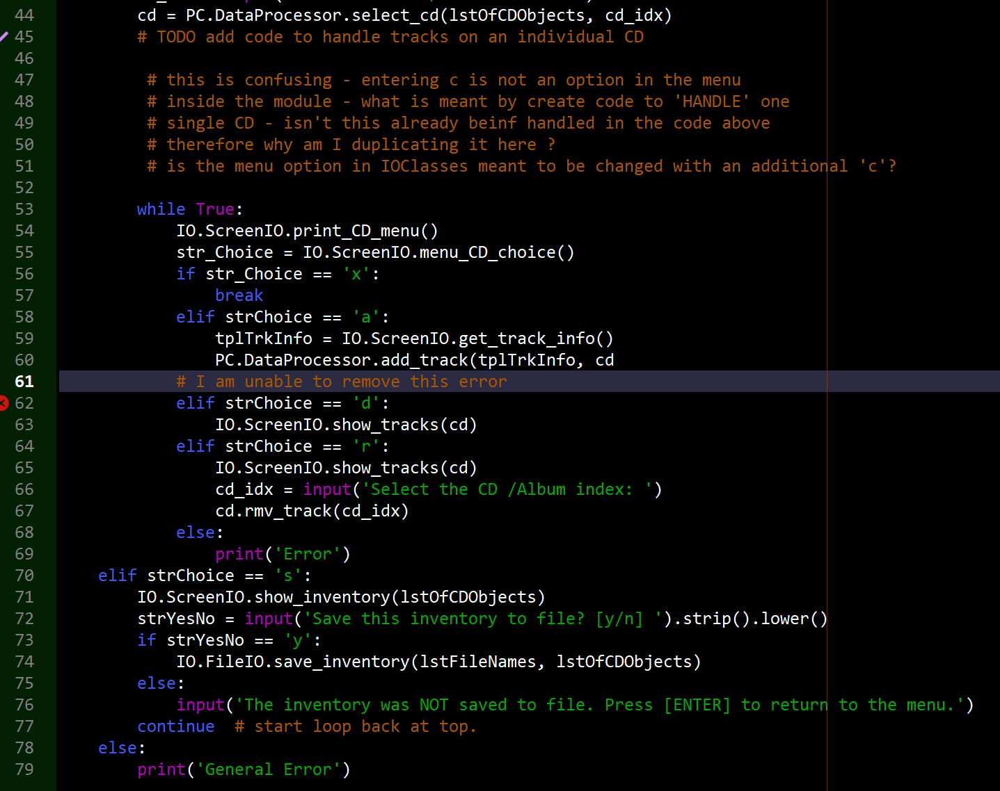 44 cd = PC.DataProcessor.select_cd(lstOfCDObjects, cd_idx)
45 # TODO add code to handle tracks on an individual CD
46
47 # this is confusing - entering c is not an option in the menu
48 # inside the module - what is meant by create code to 'HANDLE' one
49 # single CD - isn't this already beinf handled in the code above
50 # therefore why am I duplicating it here ?
51 # is the menu option in IOClasses meant to be changed with an additional 'c'?
52
53 while True:
54 IO.ScreenIO.print_CD_menu()
55 str_Choice = IO.ScreenIO.menu_CD_choice()
56 if str_Choice == 'x':
57 break
58 elif strChoice == 'a':
59 tplTrkInfo = IO.ScreenIO.get_track_info()
60 PC.DataProcessor.add_track(tplTrkInfo, cd
61 # I am unable to remove this error
62 elif strChoice == 'd':
63 IO.ScreenIO.show_tracks(cd)
64 elif strChoice == 'r':
65 IO.ScreenIO.show_tracks(cd)
66 cd_idx = input('Select the CD /Album index: ')
67 cd.rmv_track(cd_idx)
68 else:
69 print('Error')
70 elif strChoice == 's':
71 IO.ScreenIO.show_inventory(lstOfCDObjects)
72 strYesNo = input('Save this inventory to file? [y/n] ').strip().lower()
73 if strYesNo == 'y':
74 IO.FileIO.save_inventory(lstFileNames, lstOfCDObjects)
75 else:
76 input('The inventory was NOT saved to file. Press [ENTER] to return to the menu.')
77 continue # start loop back at top.
78 else:
79 print('General Error')